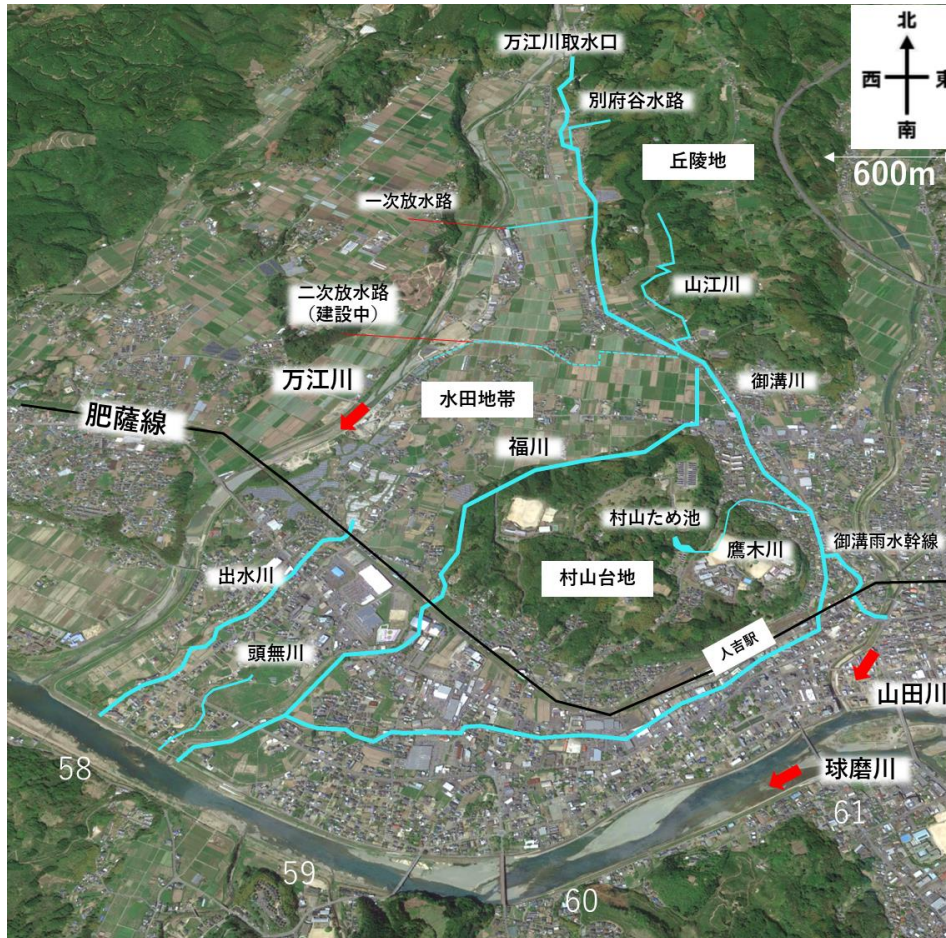 万江川取水口
北
西
東
南
別府谷水路
丘陵地
600m
一次放水路
山江川
二次放水路
（建設中）
万江川
御溝川
水田地帯
肥薩線
福川
村山ため池
御溝雨水幹線
鷹木川
出水川
村山台地
人吉駅
頭無川
山田川
58
球磨川
61
59
60